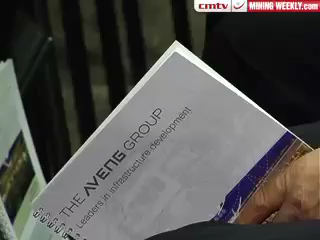 cmtv MINING WEEKLY.COM
THE AVENG GROUP
Leaders in infrastructure development